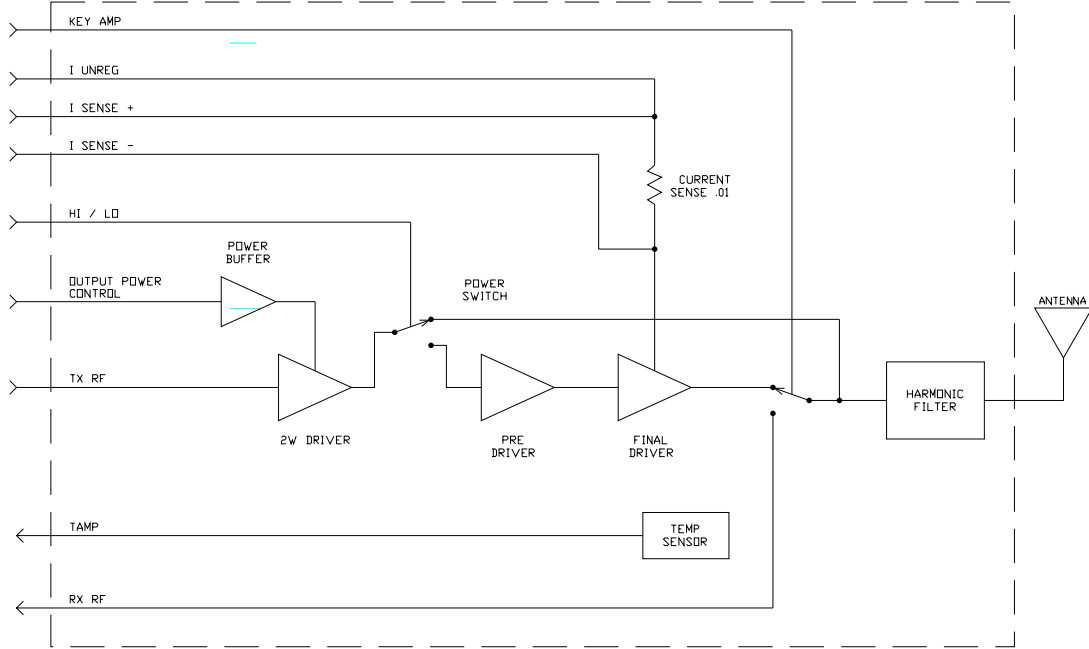 KEY AMP
I UNREG
I SENSE +
I SENSE -
CURRENT
SENSE .01
HI / LO
POWER
BUFFER
OUTPUT POWER
CONTROL
POWER
SWITCH
ANTENNA
TX RF
HARMONIC
FILTER
2W DRIVER
PRE
DRIVER
FINAL
DRIVER
TAMP
TEMP
SENSOR
RX RF